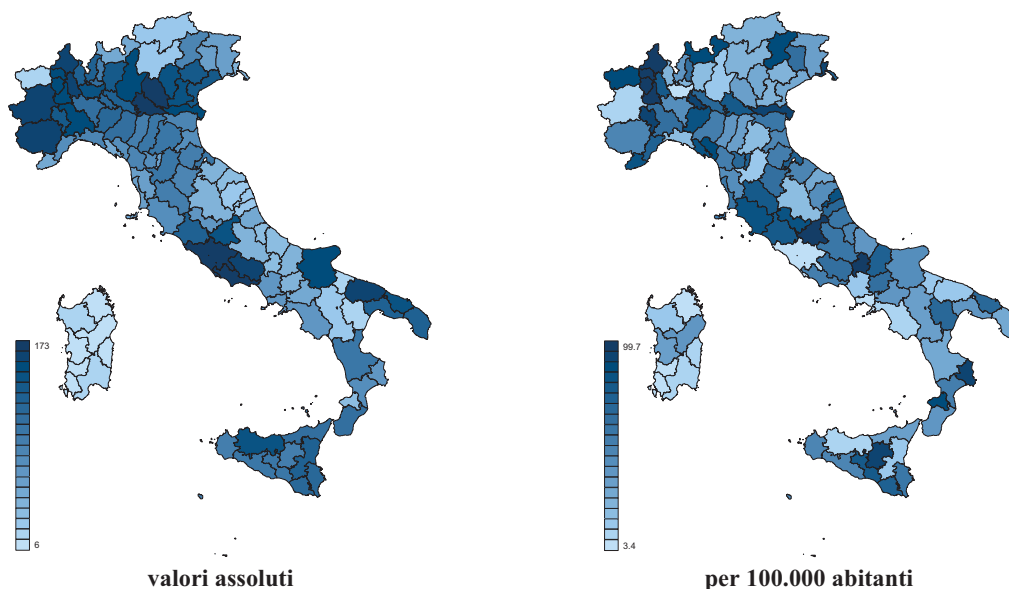 173
6
valori assoluti
99.7
3.4
per 100.000 abitanti